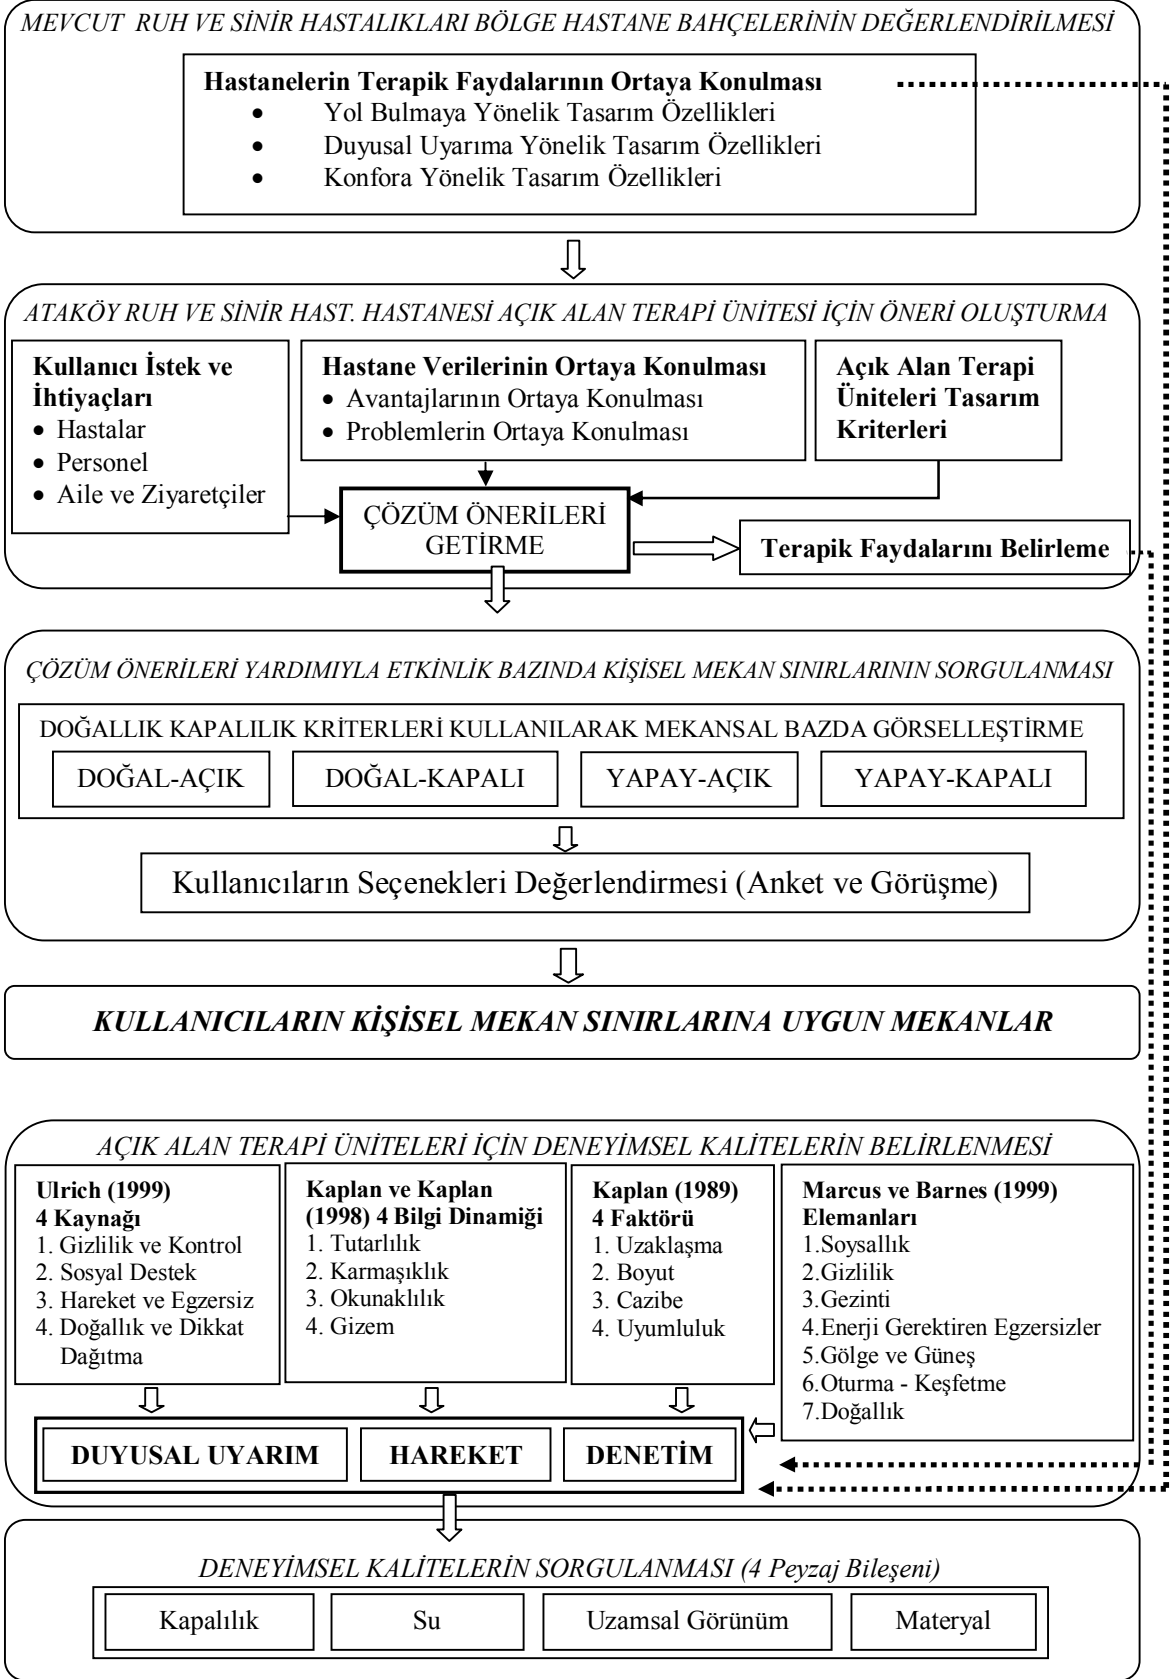 MEVCUT RUH VE SİNİR HASTALIKLARI BÖLGE HASTANE BAHÇELERİNİN DEĞERLENDİRİLMESİ
Hastanelerin Terapik Faydalarının Ortaya Konulması
• Yol Bulmaya Yönelik Tasarım Özellikleri
• Duyusal Uyarıma Yönelik Tasarım Özellikleri
• Konfora Yönelik Tasarım Özellikleri
ATAKÖY RUH VE SİNİR HAST. HASTANESİ AÇIK ALAN TERAPİ ÜNİTESİ İÇİN ÖNERİ OLUŞTURMA
Kullanıcı İstek ve
İhtiyaçları
• Hastalar
• Personel
• Aile ve Ziyaretçiler
Hastane Verilerinin Ortaya Konulması
• Avantajlarının Ortaya Konulması
• Problemlerin Ortaya Konulması
Açık Alan Terapi
Üniteleri Tasarım
Kriterleri
ÇÖZÜM ÖNERİLERİ
GETİRME
Terapik Faydalarını Belirleme
ÇÖZÜM ÖNERİLERİ YARDIMIYLA ETKİNLİK BAZINDA KİŞİSEL MEKAN SINIRLARININ SORGULANMASI
DOĞALLIK KAPALILIK KRİTERLERİ KULLANILARAK MEKANSAL BAZDA GÖRSELLEŞTİRME
DOĞAL-AÇIK
DOĞAL-KAPALI
YAPAY-AÇIK
YAPAY-KAPALI
Kullanıcıların Seçenekleri Değerlendirmesi (Anket ve Görüşme)
KULLANICILARIN KİŞİSEL MEKAN SINIRLARINA UYGUN MEKANLAR
AÇIK ALAN TERAPİ ÜNİTELERİ İÇİN DENEYİMSEL KALİTELERİN BELİRLENMESİ
Ulrich (1999)
4 Kaynağı
1. Gizlilik ve Kontrol
2. Sosyal Destek
3. Hareket ve Egzersiz
4. Doğallık ve Dikkat
Dağıtma
Kaplan ve Kaplan
(1998) 4 Bilgi Dinamiği
1. Tutarlılık
2. Karmaşıklık
3. Okunaklılık
4. Gizem
Kaplan (1989)
4 Faktörü
1. Uzaklaşma
2. Boyut
3. Cazibe
4. Uyumluluk
Marcus ve Barnes (1999)
Elemanları
1.Soysallık
2.Gizlilik
3.Gezinti
4.Enerji Gerektiren Egzersizler
5.Gölge ve Güneş
6.Oturma - Keşfetme
7.Doğallık
DUYUSAL UYARIM
HAREKET
DENETİM
DENEYİMSEL KALİTELERİN SORGULANMASI (4 Peyzaj Bileşeni)
Kapalılık
Su
Uzamsal Görünüm
Materyal